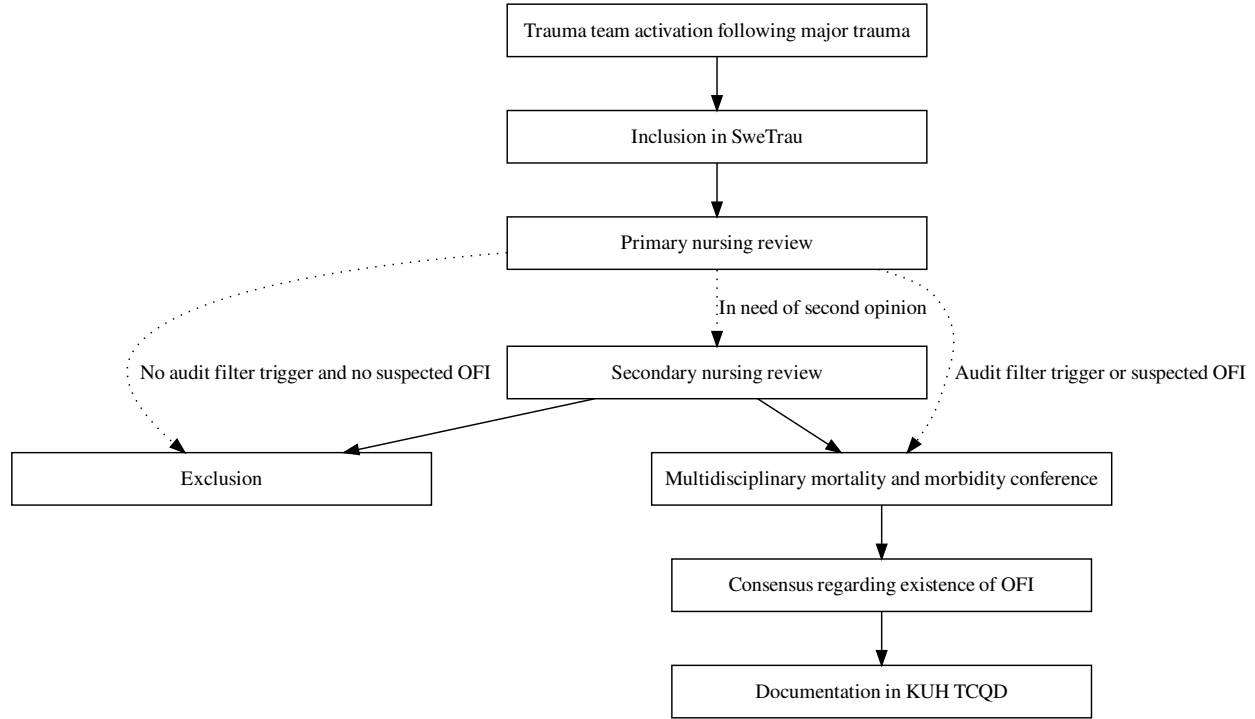 Trauma team activation following major trauma
Inclusion in SweTrau
Primary nursing review
In need of second opinion
No audit filter trigger and no suspected OFI
Secondary nursing review
Audit filter trigger or suspected OFI
Exclusion
Multidisciplinary mortality and morbidity conference
Consensus regarding existence of OFI
Documentation in KUH TCQD